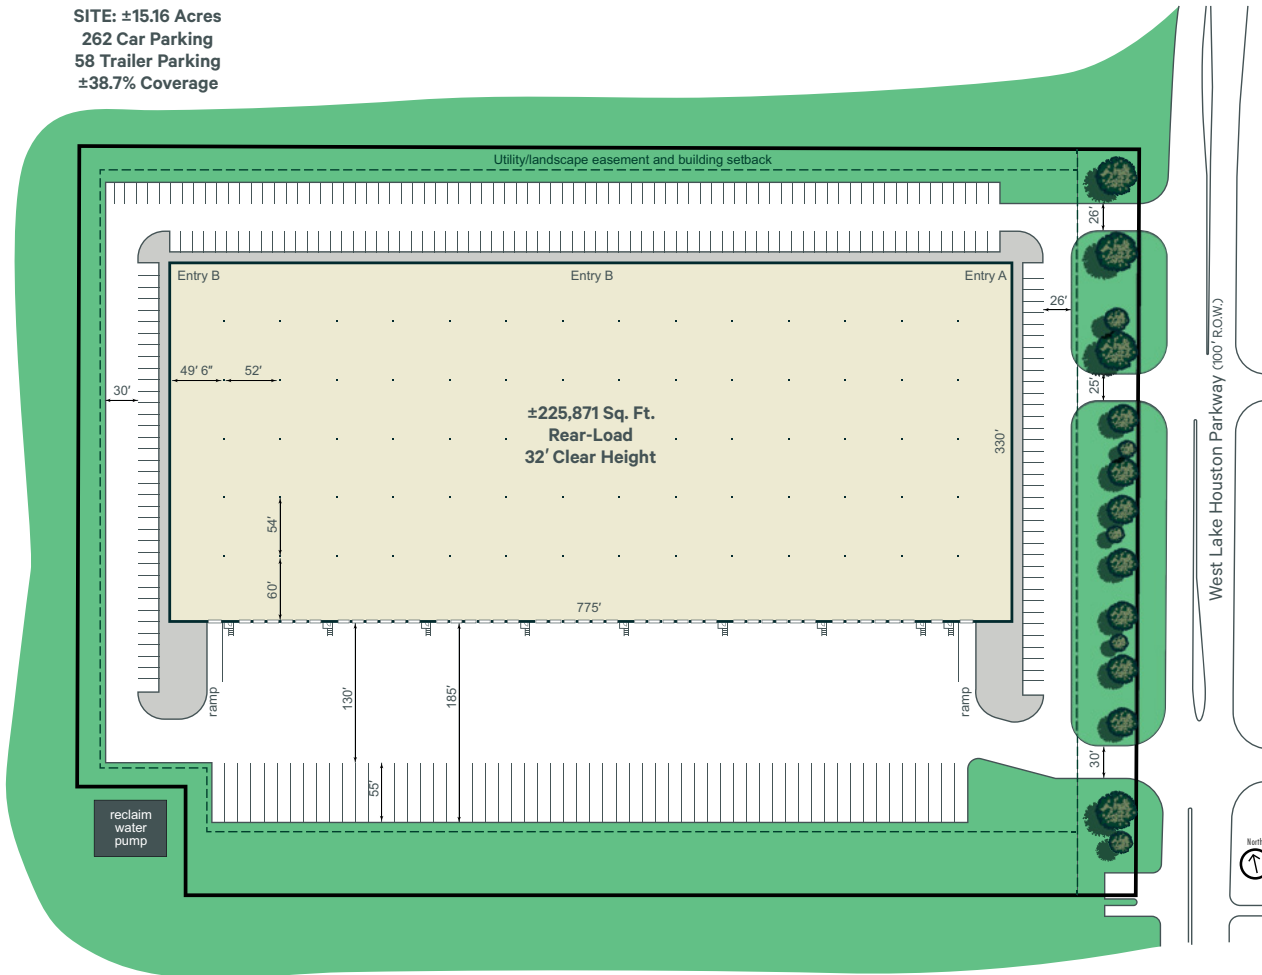 SITE: ±15.16 Acres
262 Car Parking
58 Trailer Parking
±38.7% Coverage
Utility/landscape easement and building setback
26′
Entry B
Entry B
Entry A
26′
49′ 6″
52′
30′
25′
±225,871 Sq. Ft.
Rear-Load
32′ Clear Height
330′
West Lake Houston Parkway (100′ R.O.W.)
54′
60′
775′
ramp
130′
185′
ramp
55′
30′
reclaim
water
pump
North